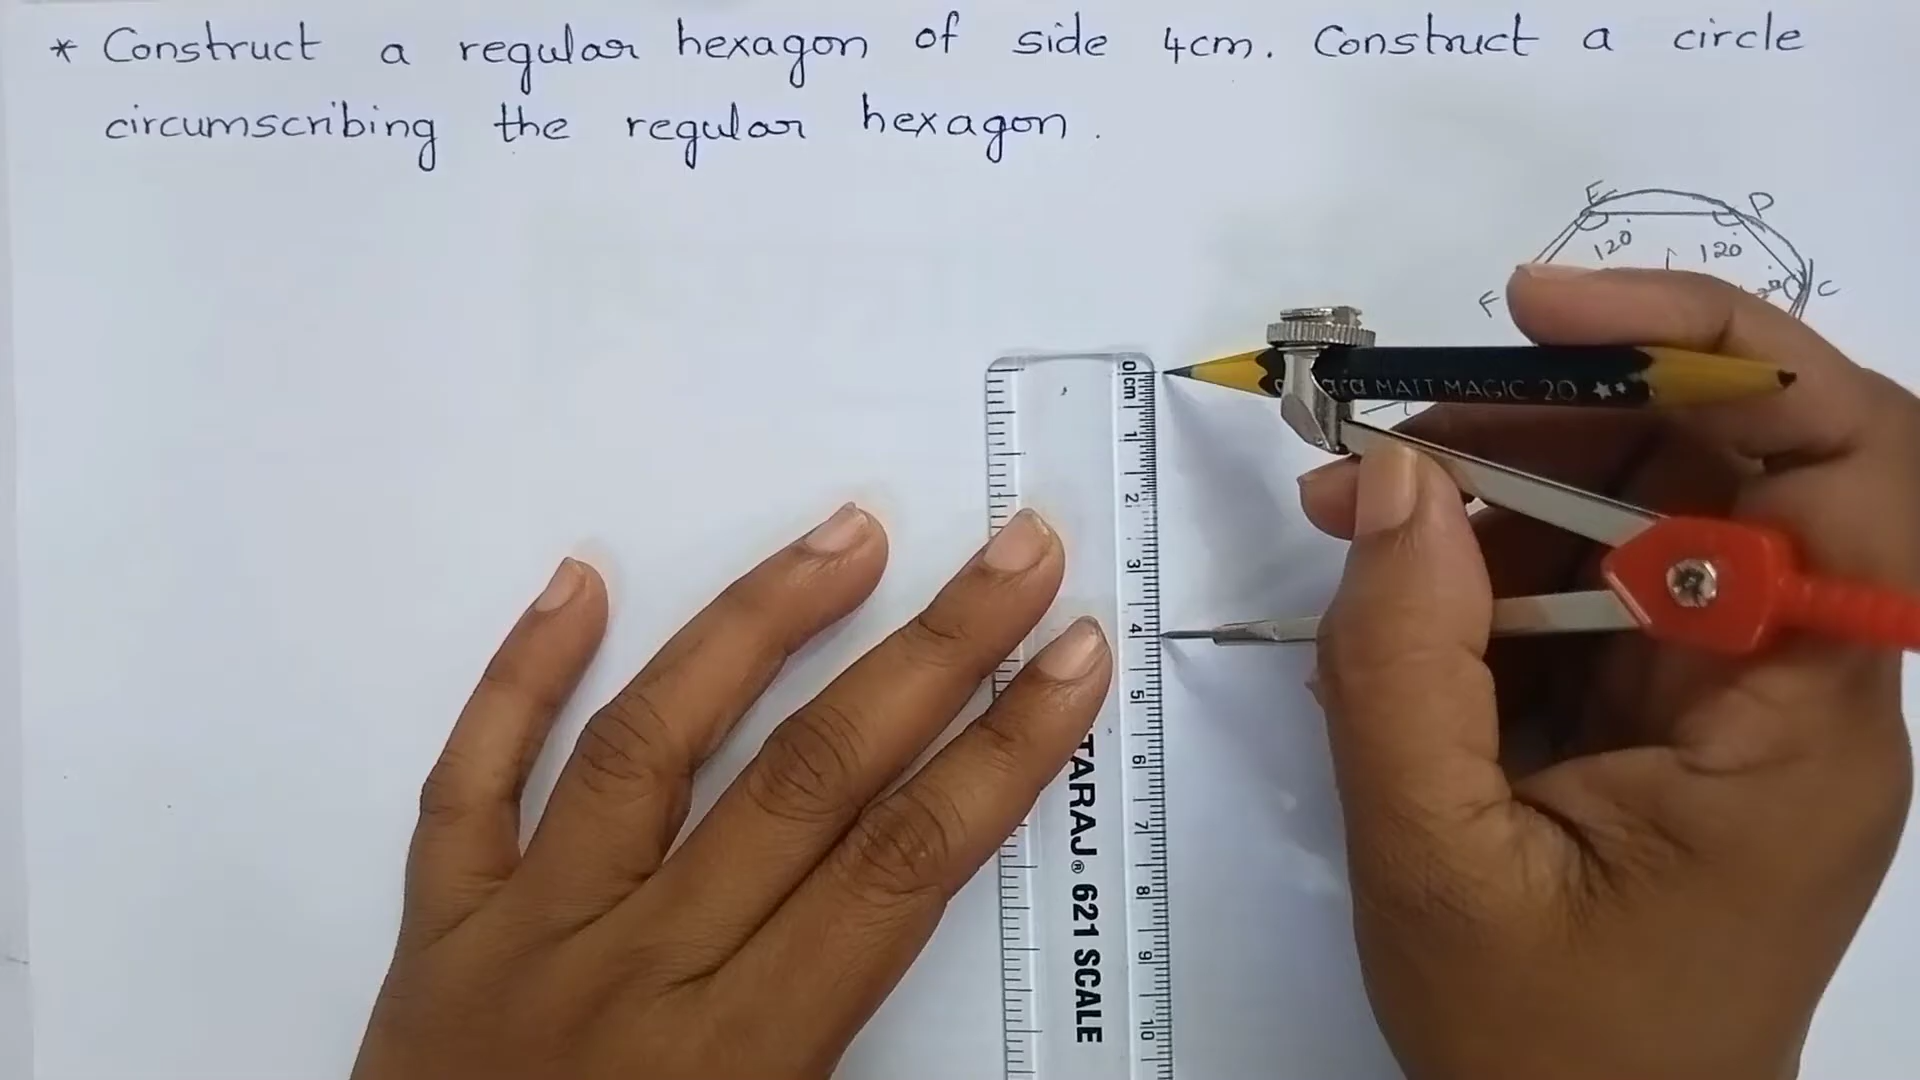 * Construct a regular hexagon of side 4cm. Construct a circle
circumscribing the regular hexagon.
E D
120° 120°
F C
0 cm 1 2 3 4 5 6 7 8 9 10
MATT MAGIC 20
TARAJ® 621 SCALE